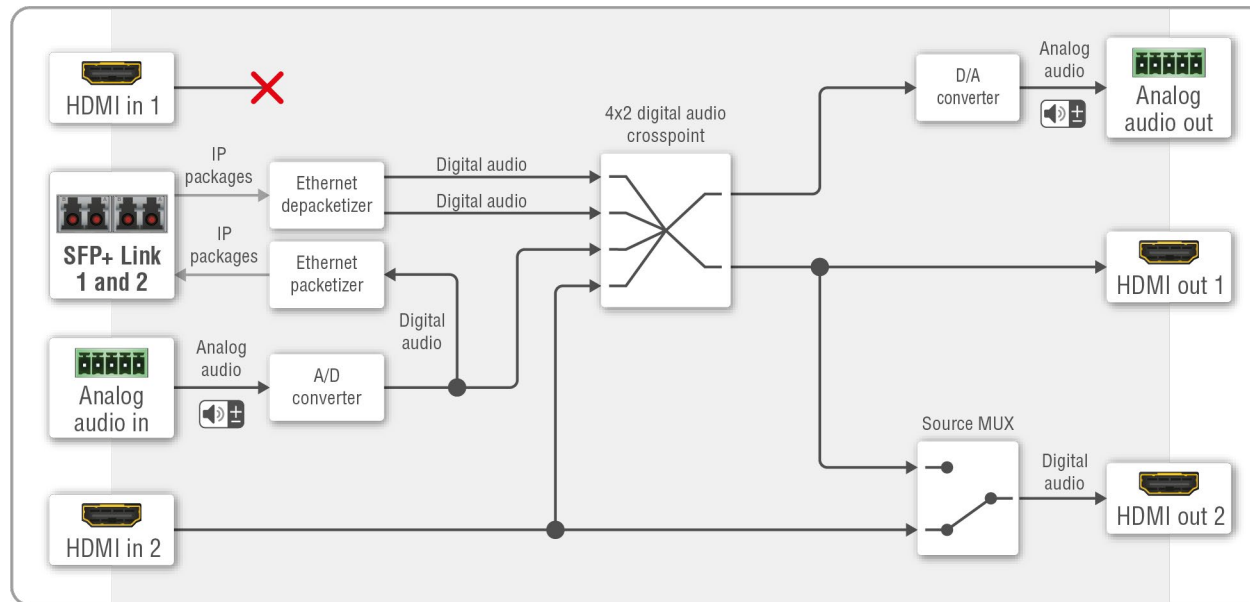 HDMI in 1
IP
packages
SFP+ Link
1 and 2
IP
packages
Ethernet
depacketizer
Ethernet
packetizer
Digital audio
Digital audio
Digital
audio
Analog
audio in
Analog
audio
A/D
converter
HDMI in 2
4x2 digital audio
crosspoint
D/A
converter
Analog
audio
Analog
audio out
HDMI out 1
Source MUX
Digital
audio
HDMI out 2